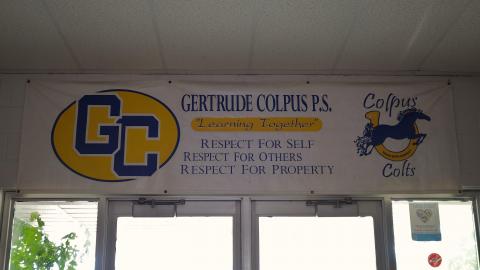 GC
GERTRUDE COLPUS P.S.
"Learning Together"
RESPECT FOR SELF
RESPECT FOR OTHERS
RESPECT FOR PROPERTY
Colpus
Colts